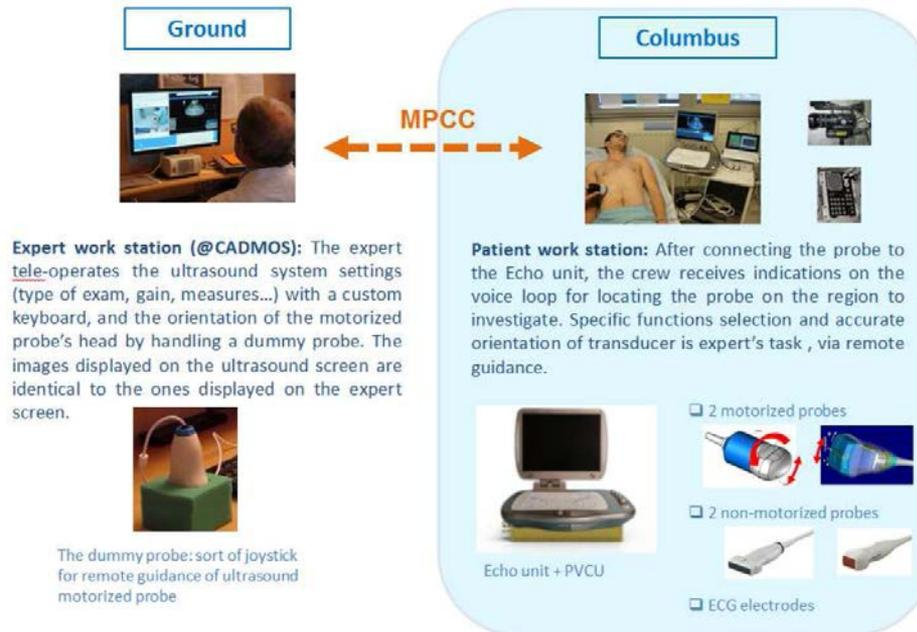 Ground
Columbus
MPCC
Expert work station (@CADMOS): The expert
tele-operates the ultrasound system settings
(type of exam, gain, measures...) with a custom
keyboard, and the orientation of the motorized
probe's head by handling a dummy probe. The
images displayed on the ultrasound screen are
identical to the ones displayed on the expert
screen.
The dummy probe: sort of joystick
for remote guidance of ultrasound
motorized probe
Patient work station: After connecting the probe to
the Echo unit, the crew receives indications on the
voice loop for locating the probe on the region to
investigate. Specific functions selection and accurate
orientation of transducer is expert's task , via remote
guidance.
Echo unit + PVCU
❑ 2 motorized probes
❑ 2 non-motorized probes
❑ ECG electrodes